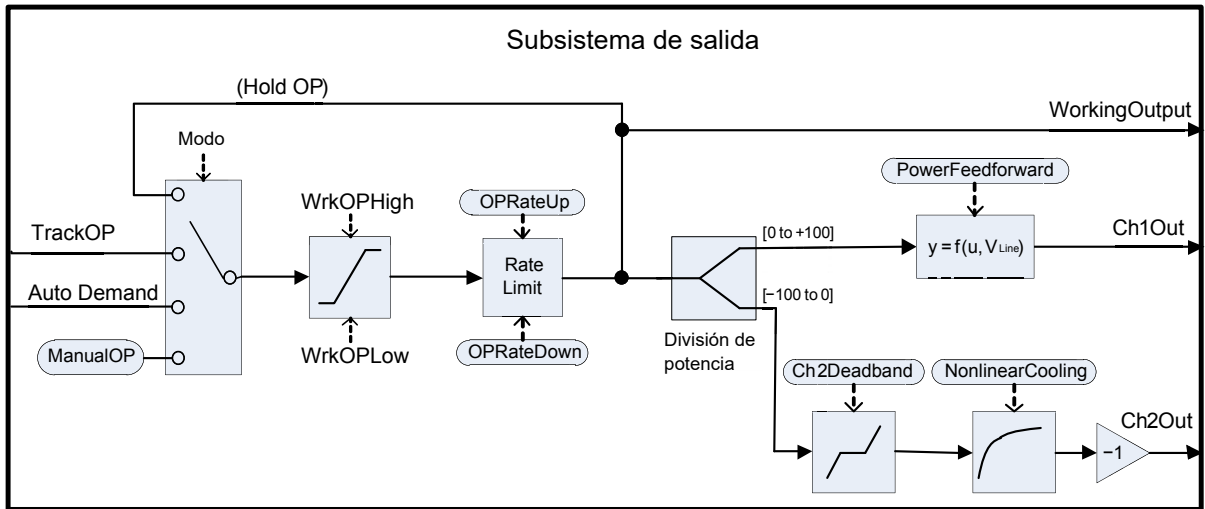 Subsistema de salida
(Hold OP)
WorkingOutput
Modo
PowerFeedforward
WrkOPHigh
OPRateUp
TrackOP
[0 to +100]
y = f(u, VLine)
Ch1Out
Rate
Limit
Auto Demand
[−100 to 0]
WrkOPLow
OPRateDown
División de
potencia
ManualOP
Ch2Deadband
NonlinearCooling
Ch2Out
−1